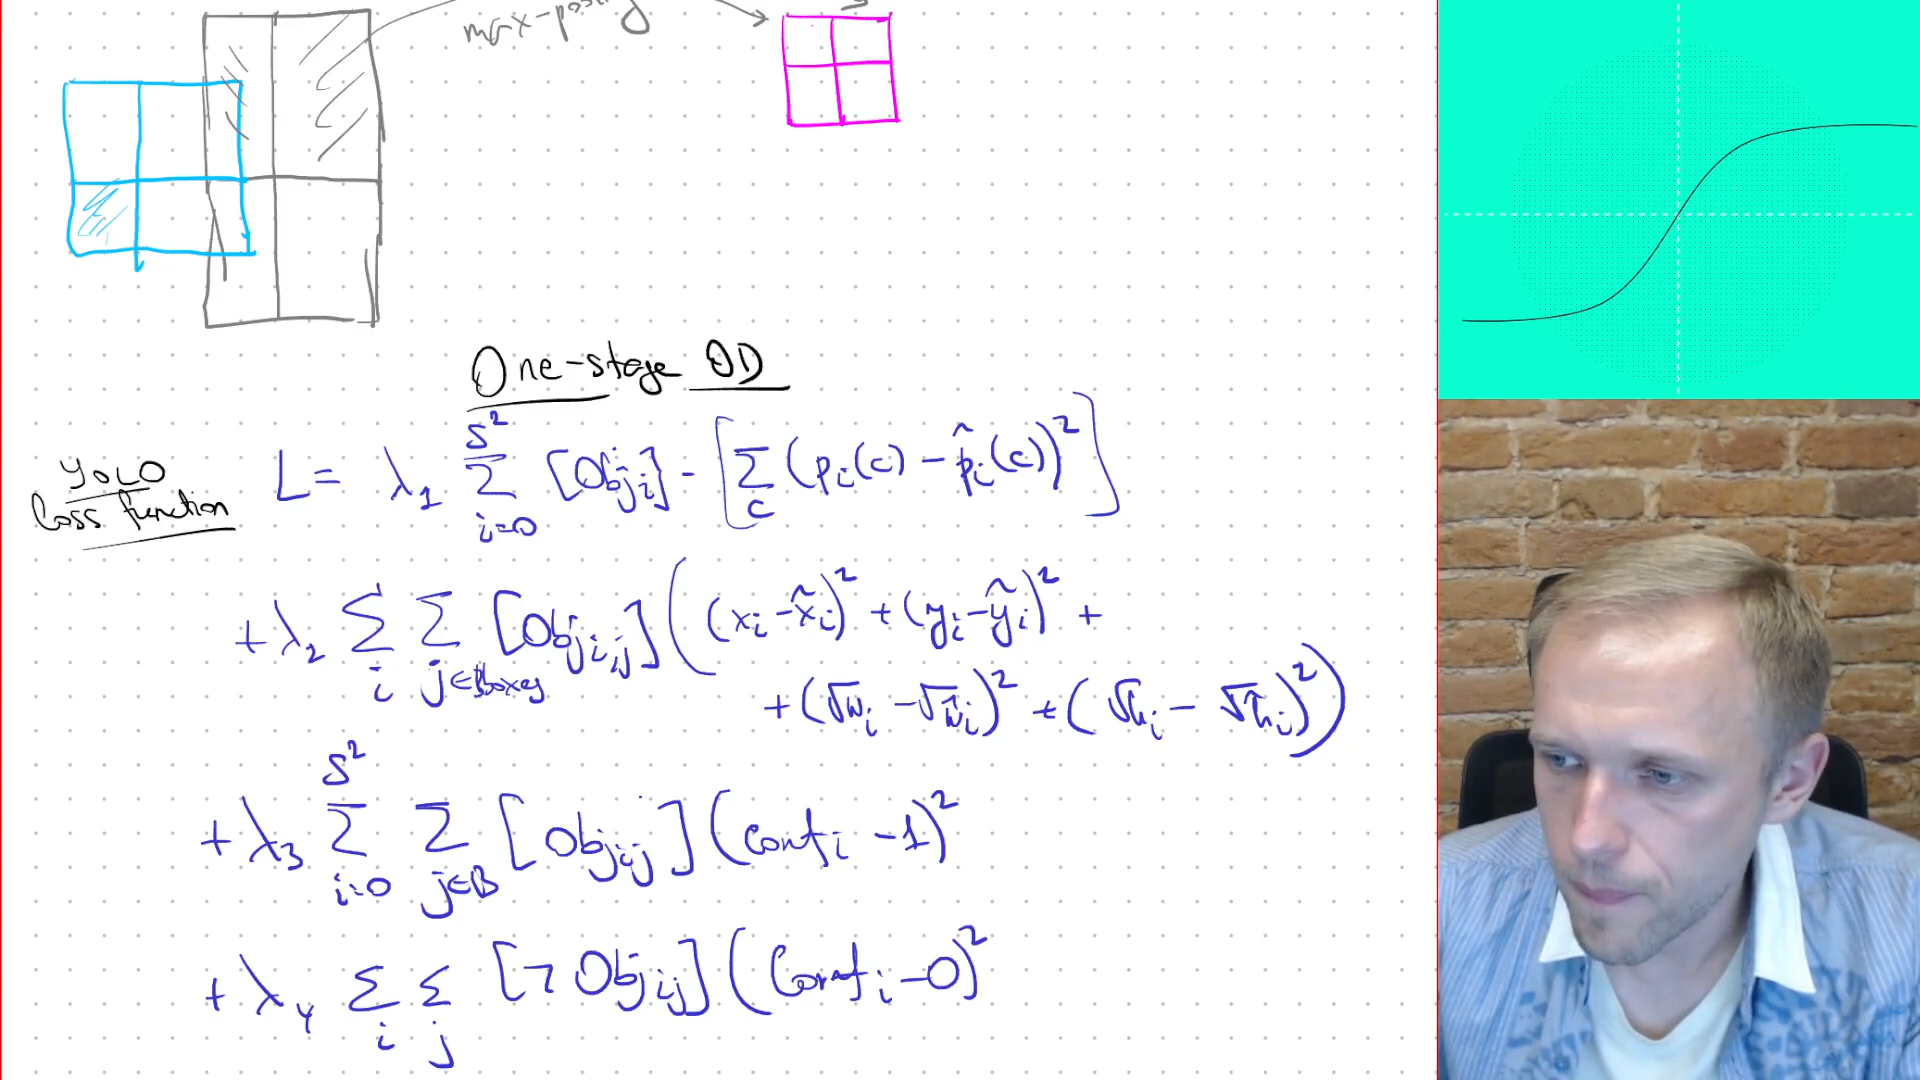 max-pooling
One-stage OD
YOLO
Loss function
L = λ₁ Σ_{i=0}^{S²} [Obj_i] - [Σ_c (p_i(c) - p̂_i(c))²]
+ λ₂ Σ_i Σ_{j∈Boxes} [Obj_{i,j}] ((x_i - x̂_i)² + (y_i - ŷ_i)² +
+ (√w_i - √ŵ_i)² + (√h_i - √ĥ_i)²)
+ λ₃ Σ_{i=0}^{S²} Σ_{j∈B} [Obj_{ij}] (conf_i - 1)²
+ λ₄ Σ_i Σ_j [¬Obj_{ij}] (Conf_i - 0)²